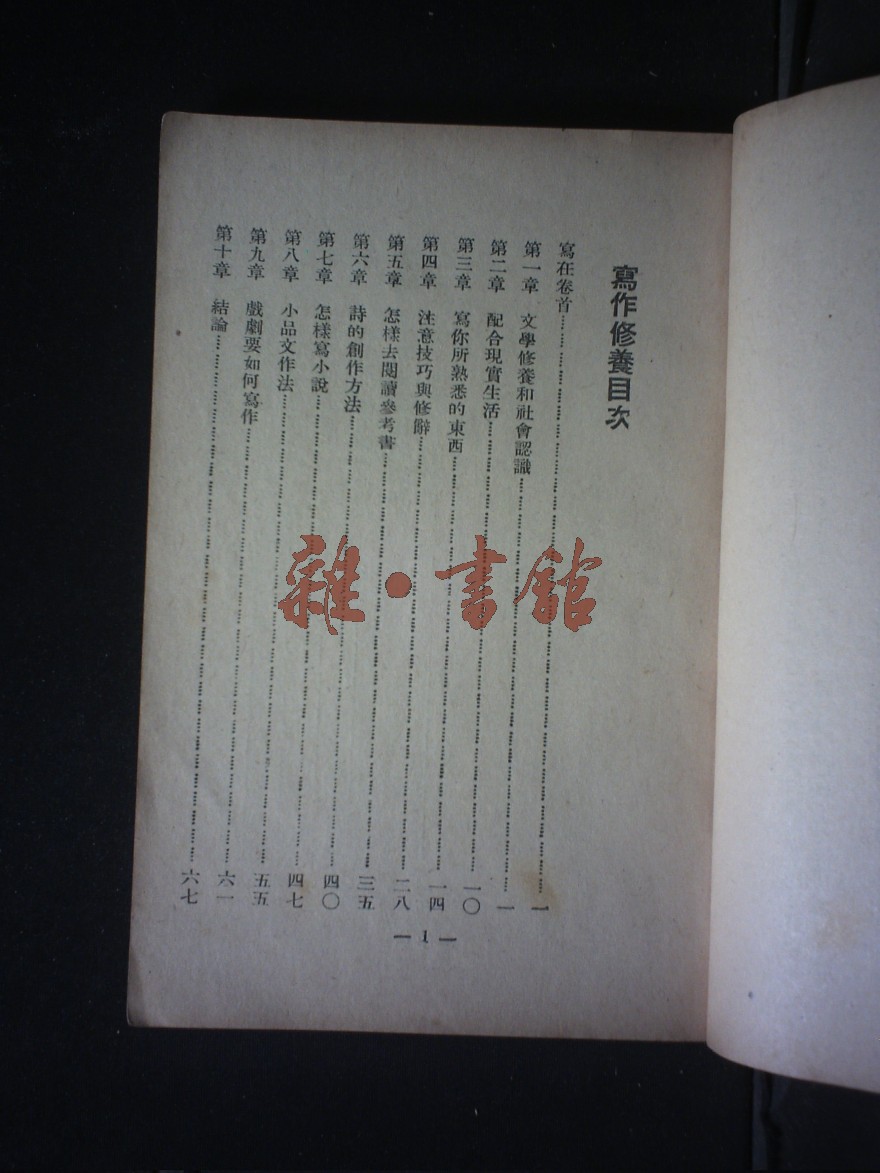 寫作修養目次
寫在卷首……一
第一章 文學修養和社會認識……一
第二章 配合現實生活……一〇
第三章 寫你所熟悉的東西……一四
第四章 注意技巧與修辭……二八
第五章 怎樣去閱讀參考書……三五
第六章 詩的創作方法……四〇
第七章 怎樣寫小說……四七
第八章 小品文作法……五五
第九章 戲劇要如何寫作……六一
第十章 結論……六七
— 1 —
雜·書館